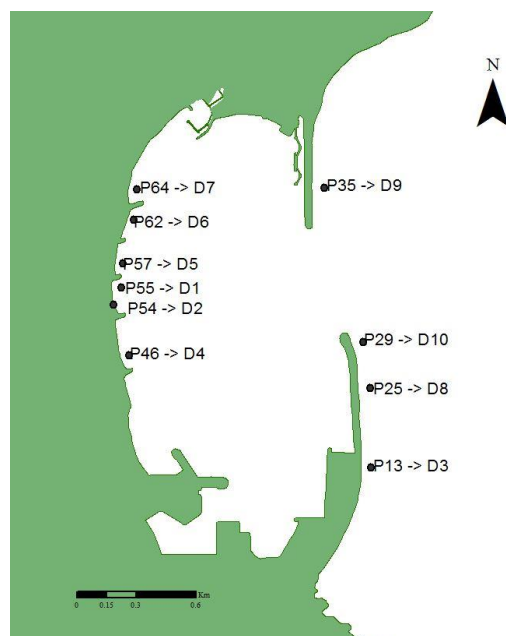 N
P64 -> D7
P35 -> D9
P62 -> D6
P57 -> D5
P55 -> D1
P54 -> D2
P29 -> D10
P46 -> D4
P25 -> D8
P13 -> D3
Km
0 0.15 0.3 0.6